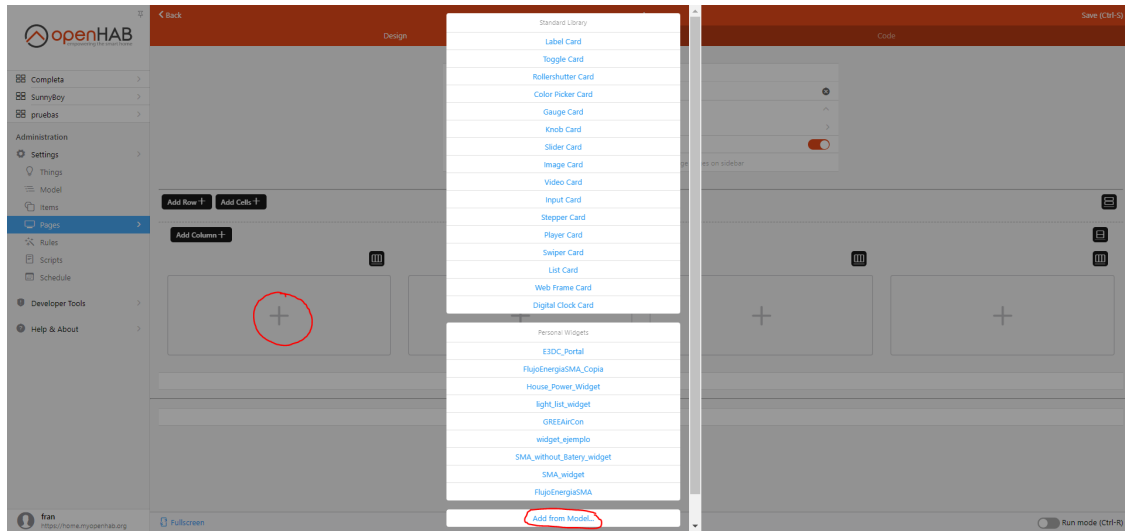 openHAB
empowering the smart home
Completa
SunnyBoy
pruebas
Administration
Settings
Things
Model
Items
Pages
Rules
Scripts
Schedule
Developer Tools
Help & About
fran
https://home.myopenhab.org
Back
Save (Ctrl-S)
Design
Code
on sidebar
Add Row
Add Cells
Add Column
Standard Library
Label Card
Toggle Card
Rollershutter Card
Color Picker Card
Gauge Card
Knob Card
Slider Card
Image Card
Video Card
Input Card
Stepper Card
Player Card
Swiper Card
List Card
Web Frame Card
Digital Clock Card
Personal Widgets
E3DC_Portal
FlujoEnergiaSMA_Copia
House_Power_Widget
light_list_widget
GREEAirCon
widget_ejemplo
SMA_without_Batery_widget
SMA_widget
FlujoEnergiaSMA
Add from Model...
Fullscreen
Run mode (Ctrl-R)